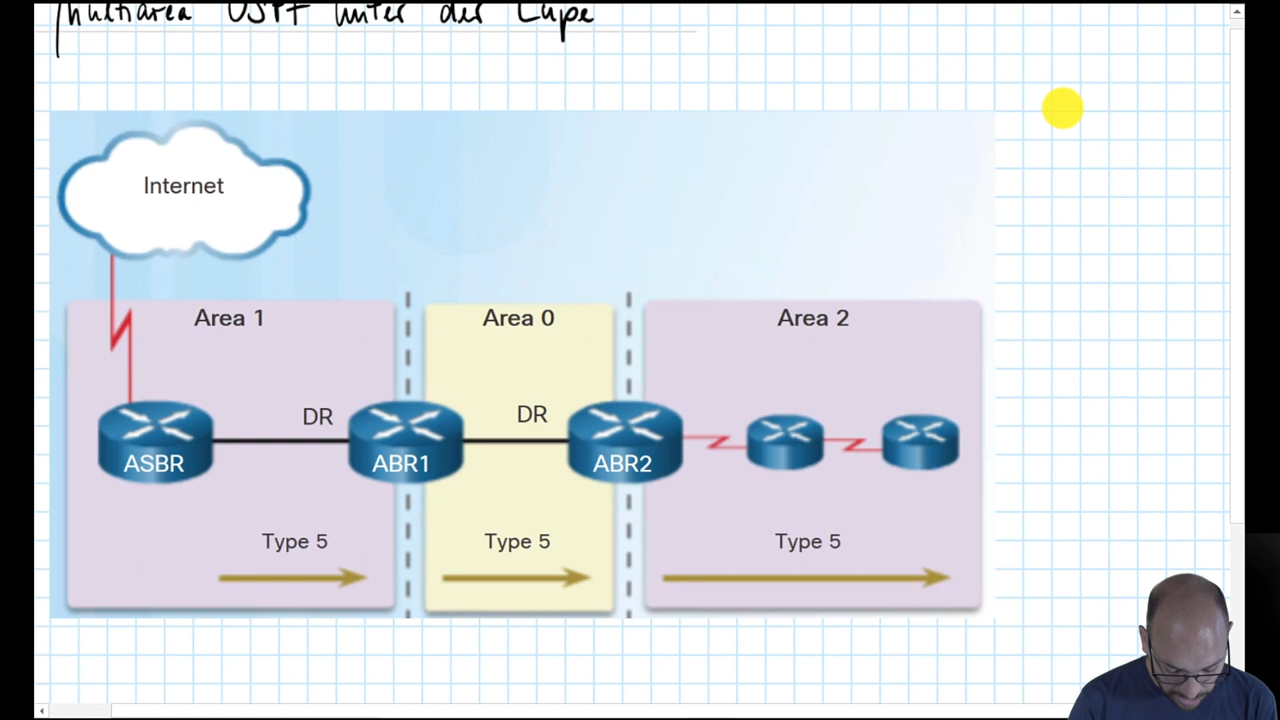 Multiarea OSPF unter der Lupe
Internet
Area 1
Area 0
Area 2
DR
DR
ASBR
ABR1
ABR2
Type 5
Type 5
Type 5